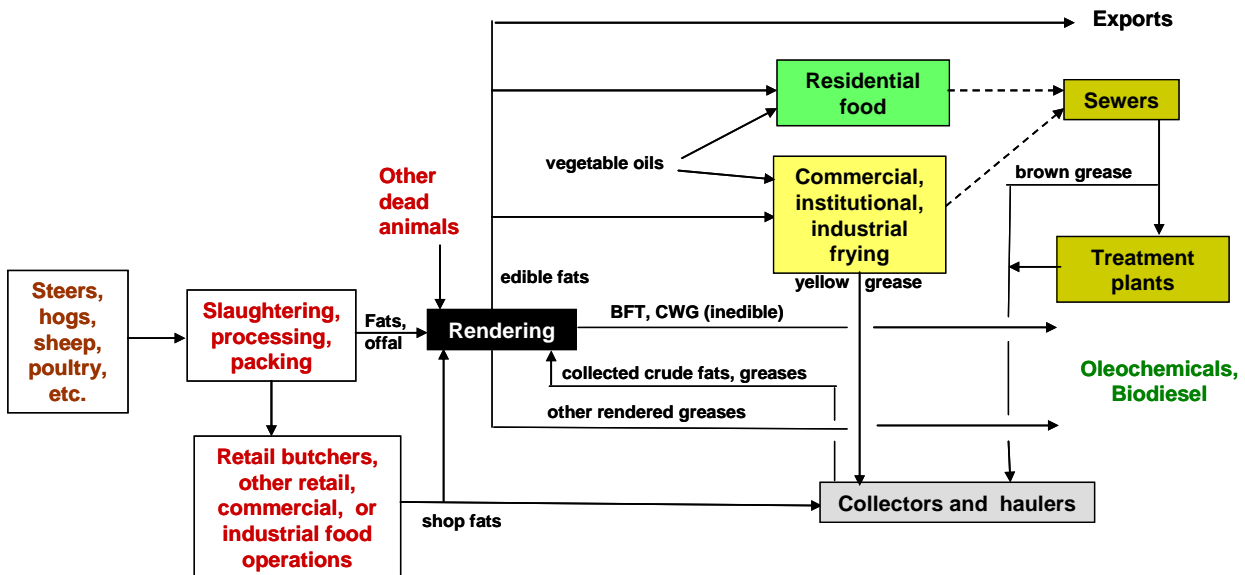 Exports
Residential
food
Sewers
vegetable oils
brown grease
Other
dead
animals
Commercial,
institutional,
industrial
frying
yellow grease
Treatment
plants
edible fats
Steers,
hogs,
sheep,
poultry,
etc.
Slaughtering,
processing,
packing
Fats,
offal
Rendering
BFT, CWG (inedible)
collected crude fats, greases
other rendered greases
Oleochemicals,
Biodiesel
Retail butchers,
other retail,
commercial, or
industrial food
operations
shop fats
Collectors and haulers